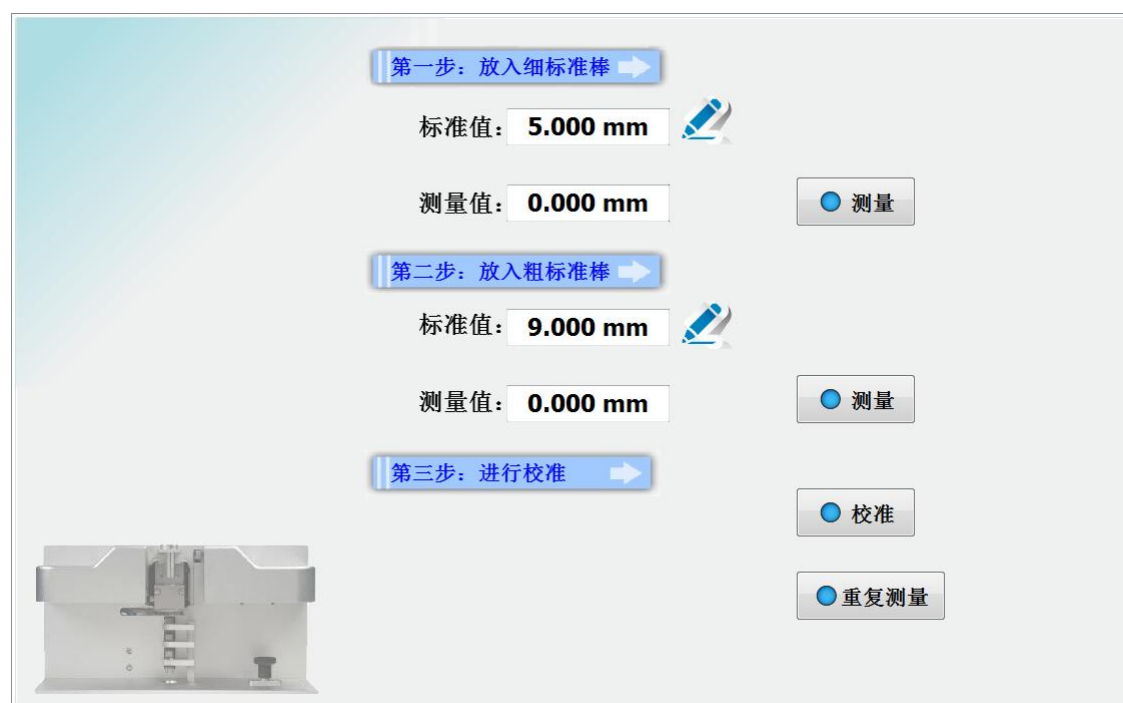 第一步：放入细标准棒
标准值：5.000 mm
测量值：0.000 mm
测量
第二步：放入粗标准棒
标准值：9.000 mm
测量值：0.000 mm
测量
第三步：进行校准
校准
重复测量